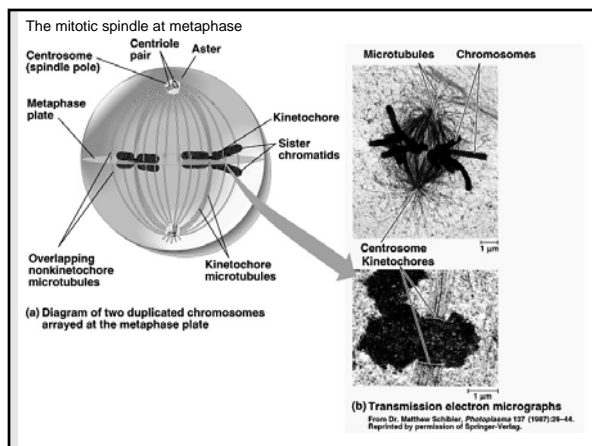 The mitotic spindle at metaphase
Centrosome
(spindle pole)
Centriole
pair
Aster
Metaphase
plate
Kinetochore
Sister
chromatids
Overlapping
nonkinetochore
microtubules
Kinetochore
microtubules
(a) Diagram of two duplicated chromosomes
arrayed at the metaphase plate
Microtubules
Chromosomes
1 µm
Centrosome
Kinetochores
1 µm
(b) Transmission electron micrographs
From Dr. Matthew Schibler, Photoplasma 137 (1987):29–44.
Reprinted by permission of Springer-Verlag.